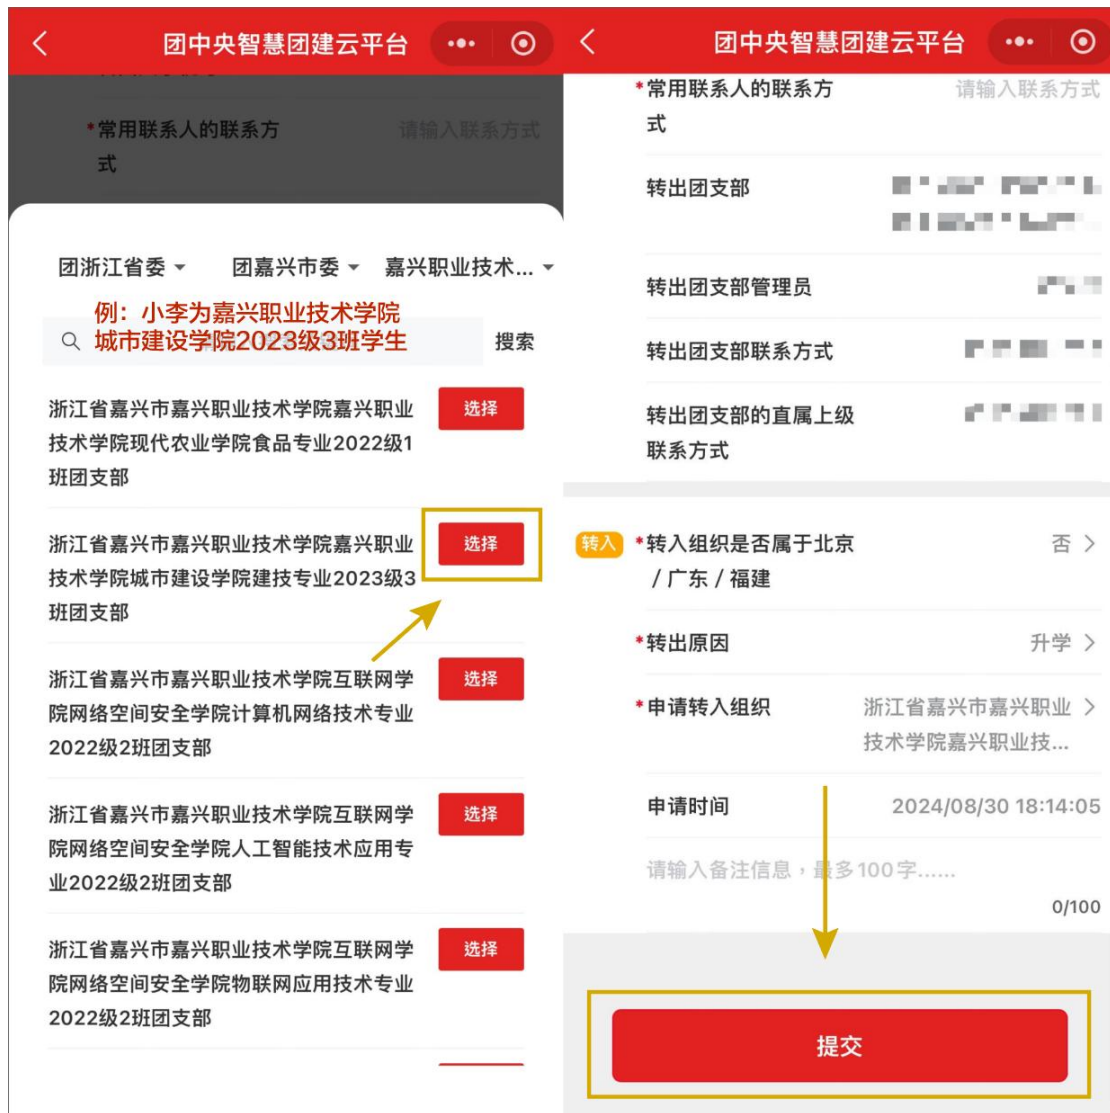 团中央智慧团建云平台
*常用联系人的联系方
式
请输入联系方式
团浙江省委
团嘉兴市委
嘉兴职业技术...
例：小李为嘉兴职业技术学院
城市建设学院2023级3班学生
搜索
浙江省嘉兴市嘉兴职业技术学院嘉兴职业
技术学院现代农业学院食品专业2022级1
班团支部
选择
浙江省嘉兴市嘉兴职业技术学院嘉兴职业
技术学院城市建设学院建技专业2023级3
班团支部
选择
浙江省嘉兴市嘉兴职业技术学院互联网学
院网络空间安全学院计算机网络技术专业
2022级2班团支部
选择
浙江省嘉兴市嘉兴职业技术学院互联网学
院网络空间安全学院人工智能技术应用专
业2022级2班团支部
选择
浙江省嘉兴市嘉兴职业技术学院互联网学
院网络空间安全学院物联网应用技术专业
2022级2班团支部
选择
团中央智慧团建云平台
*常用联系人的联系方
式
请输入联系方式
转出团支部
转出团支部管理员
转出团支部联系方式
转出团支部的直属上级
联系方式
转入
*转入组织是否属于北京
/ 广东 / 福建
否
*转出原因
升学
*申请转入组织
浙江省嘉兴市嘉兴职业
技术学院嘉兴职业技...
申请时间
2024/08/30 18:14:05
请输入备注信息，最多100字......
0/100
提交